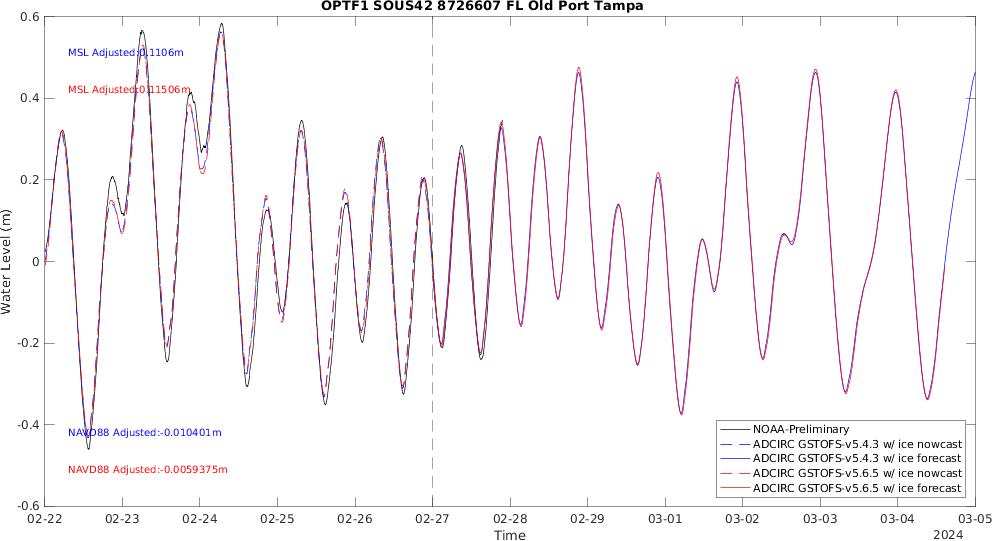 OPTF1 SOUS42 8726607 FL Old Port Tampa
0.6
0.4
0.2
0
-0.2
-0.4
-0.6
Water Level (m)
MSL Adjusted:0.1106m
MSL Adjusted:0.11506m
NAVD88 Adjusted:-0.010401m
NAVD88 Adjusted:-0.0059375m
NOAA-Preliminary
ADCIRC GSTOFS-v5.4.3 w/ ice nowcast
ADCIRC GSTOFS-v5.4.3 w/ ice forecast
ADCIRC GSTOFS-v5.6.5 w/ ice nowcast
ADCIRC GSTOFS-v5.6.5 w/ ice forecast
02-22 02-23 02-24 02-25 02-26 02-27 02-28 02-29 03-01 03-02 03-03 03-04 03-05
Time
2024